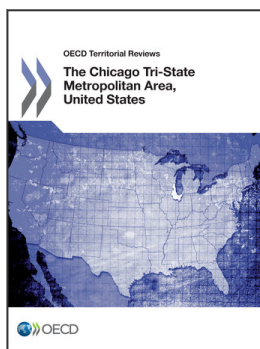 OECD Territorial Reviews
The Chicago Tri-State
Metropolitan Area,
United States
OECD